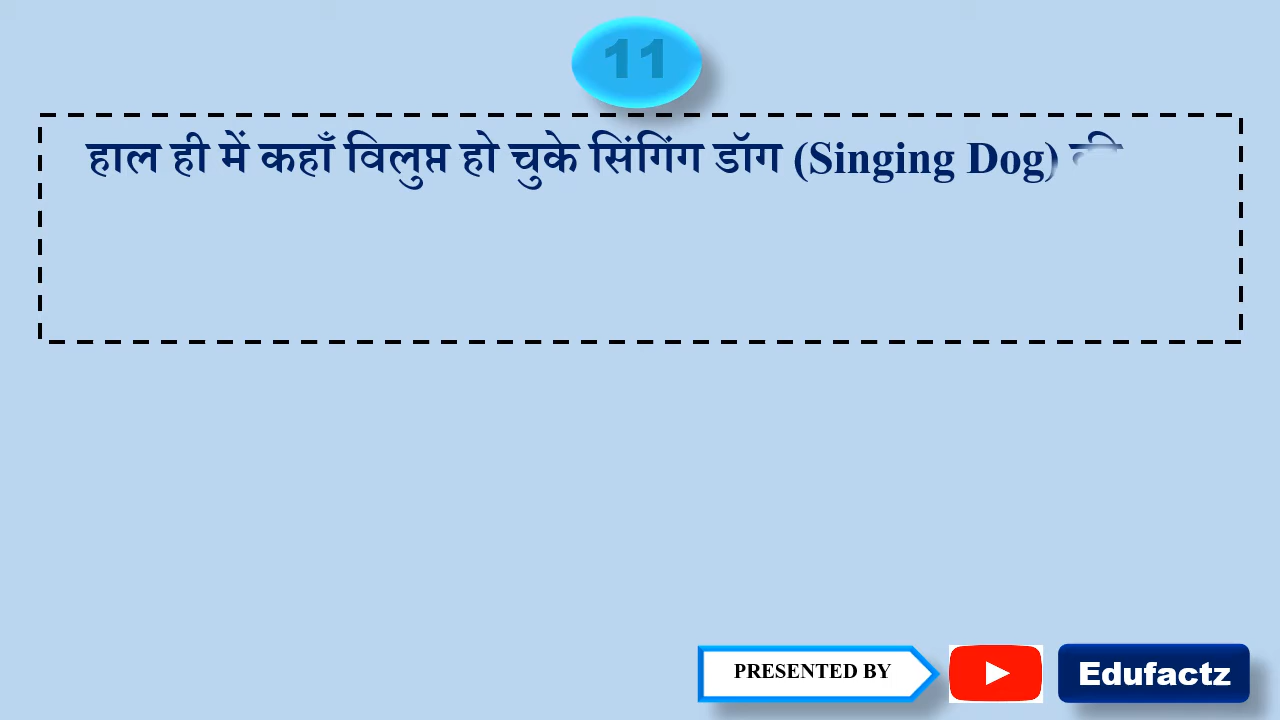 11
हाल ही में कहाँ विलुप्त हो चुके सिंगिंग डॉग (Singing Dog)
PRESENTED BY
Edufactz